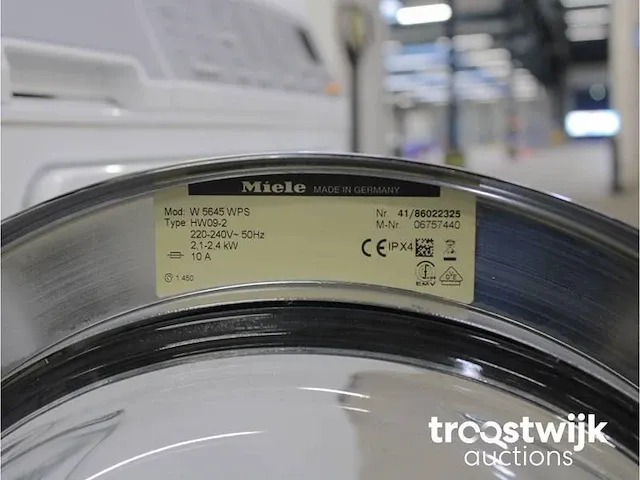 Miele MADE IN GERMANY
Mod: W 5645 WPS Nr. 41/86022325
Type: HW09-2 M-Nr. 06757440
220-240V~ 50Hz
2,1-2,4 kW CE IPX4
10 A
1 450
troostwijk
auctions